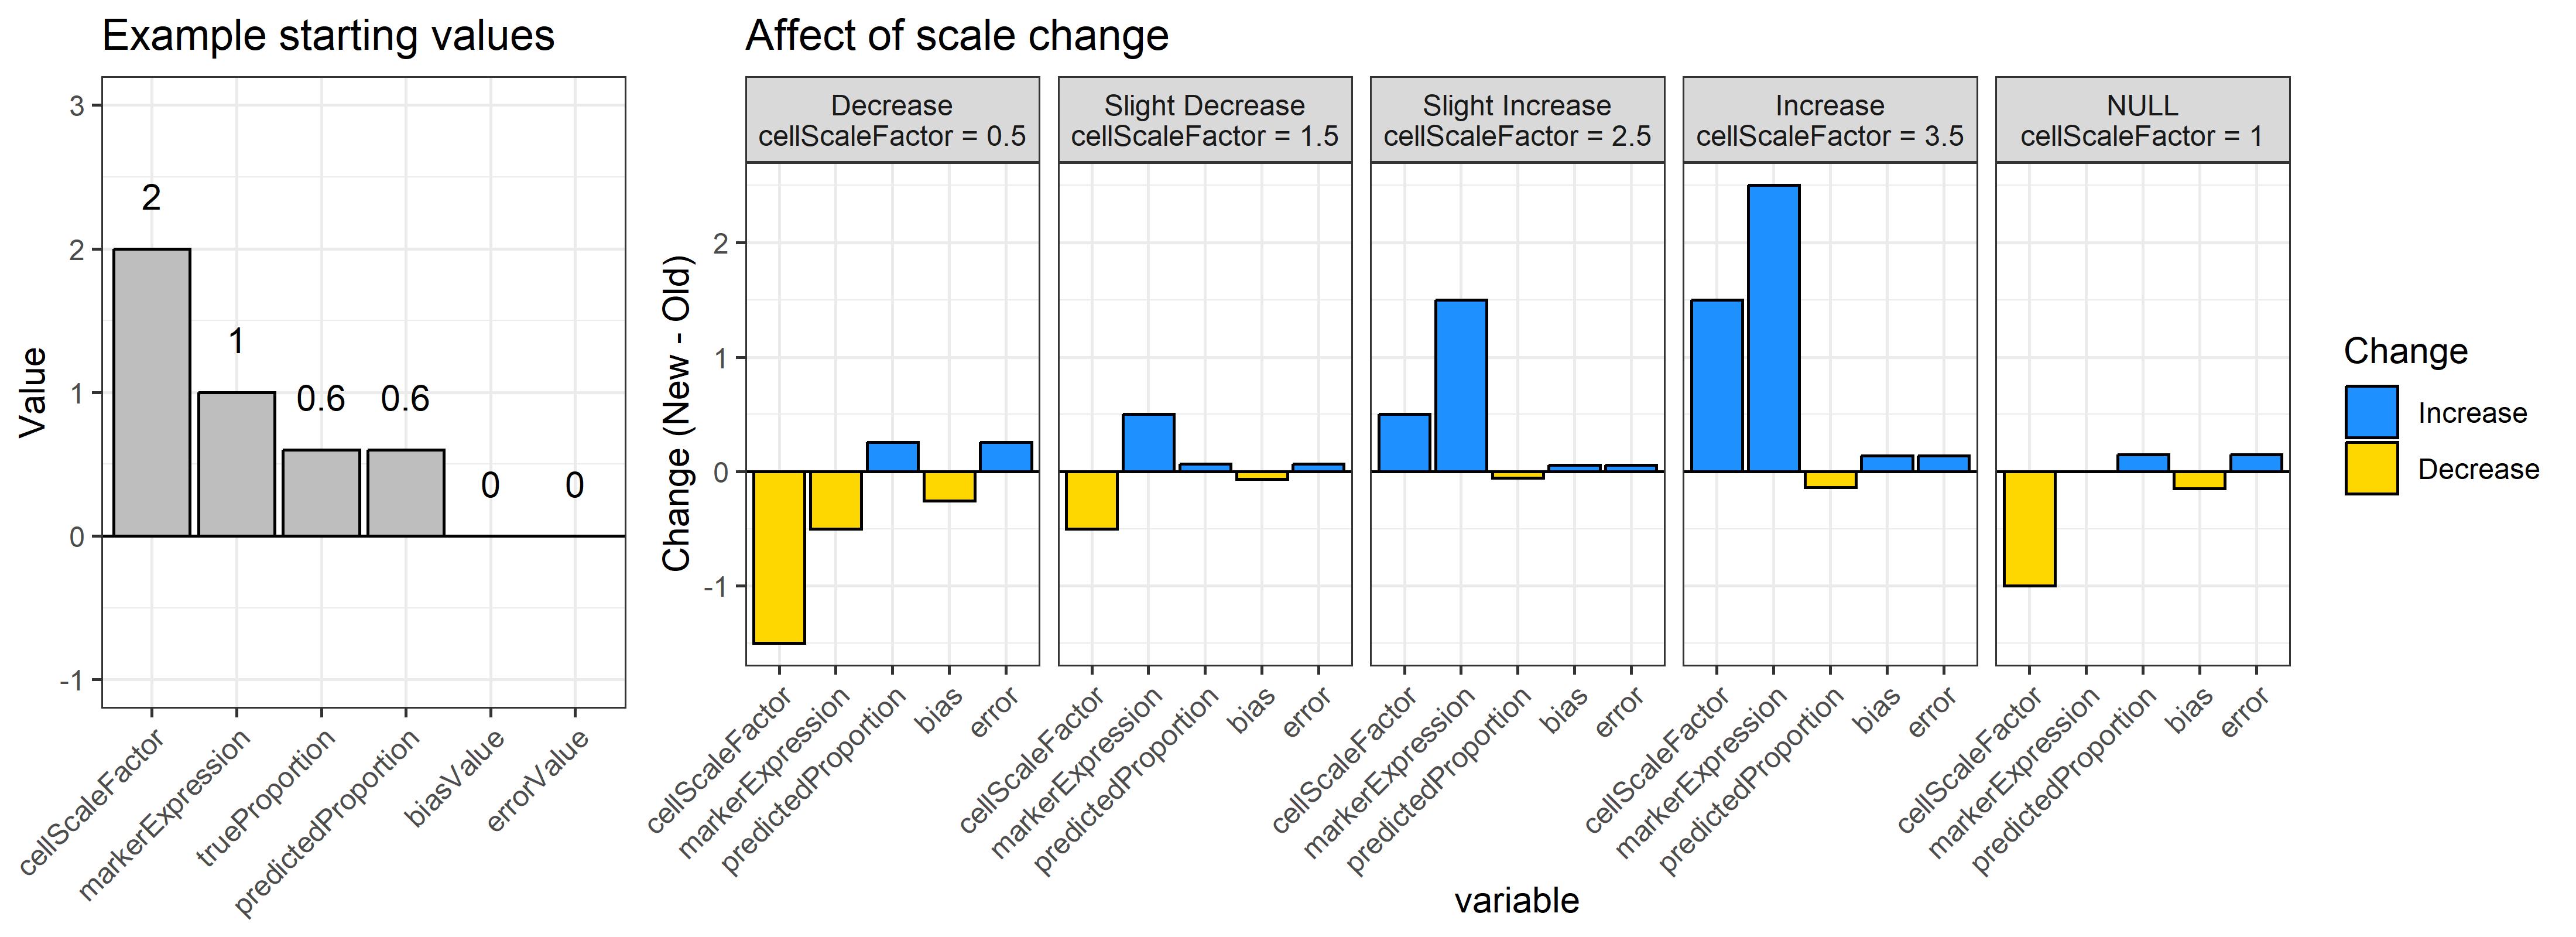 Example starting values
Value
3
2
1
0
-1
2
1
0.6
0.6
0
0
cellScaleFactor
markerExpression
trueProportion
predictedProportion
biasValue
errorValue
Affect of scale change
Change (New - Old)
2
1
0
-1
Decrease
cellScaleFactor = 0.5
Slight Decrease
cellScaleFactor = 1.5
Slight Increase
cellScaleFactor = 2.5
Increase
cellScaleFactor = 3.5
NULL
cellScaleFactor = 1
cellScaleFactor
markerExpression
predictedProportion
bias
error
cellScaleFactor
markerExpression
predictedProportion
bias
error
cellScaleFactor
markerExpression
predictedProportion
bias
error
cellScaleFactor
markerExpression
predictedProportion
bias
error
cellScaleFactor
markerExpression
predictedProportion
bias
error
variable
Change
Increase
Decrease